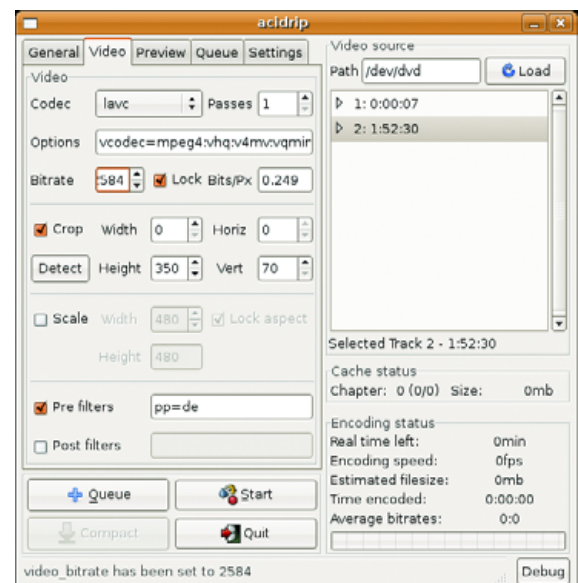 acidrip
General Video Preview Queue Settings
Video
Codec lavc Passes 1
Options vcodec=mpeg4:vhq:v4mv:vqmir
Bitrate :584 Lock Bits/Px 0.249
Crop Width 0 Horiz 0
Detect Height 350 Vert 70
Scale Width 480 Lock aspect
Height 480
Pre filters pp=de
Post filters
Queue Start
Compact Quit
Video source
Path /dev/dvd Load
1: 0:00:07
2: 1:52:30
Selected Track 2 - 1:52:30
Cache status
Chapter: 0 (0/0) Size: 0mb
Encoding status
Real time left: 0min
Encoding speed: 0fps
Estimated filesize: 0mb
Time encoded: 0:00:00
Average bitrates: 0:0
video_bitrate has been set to 2584 Debug